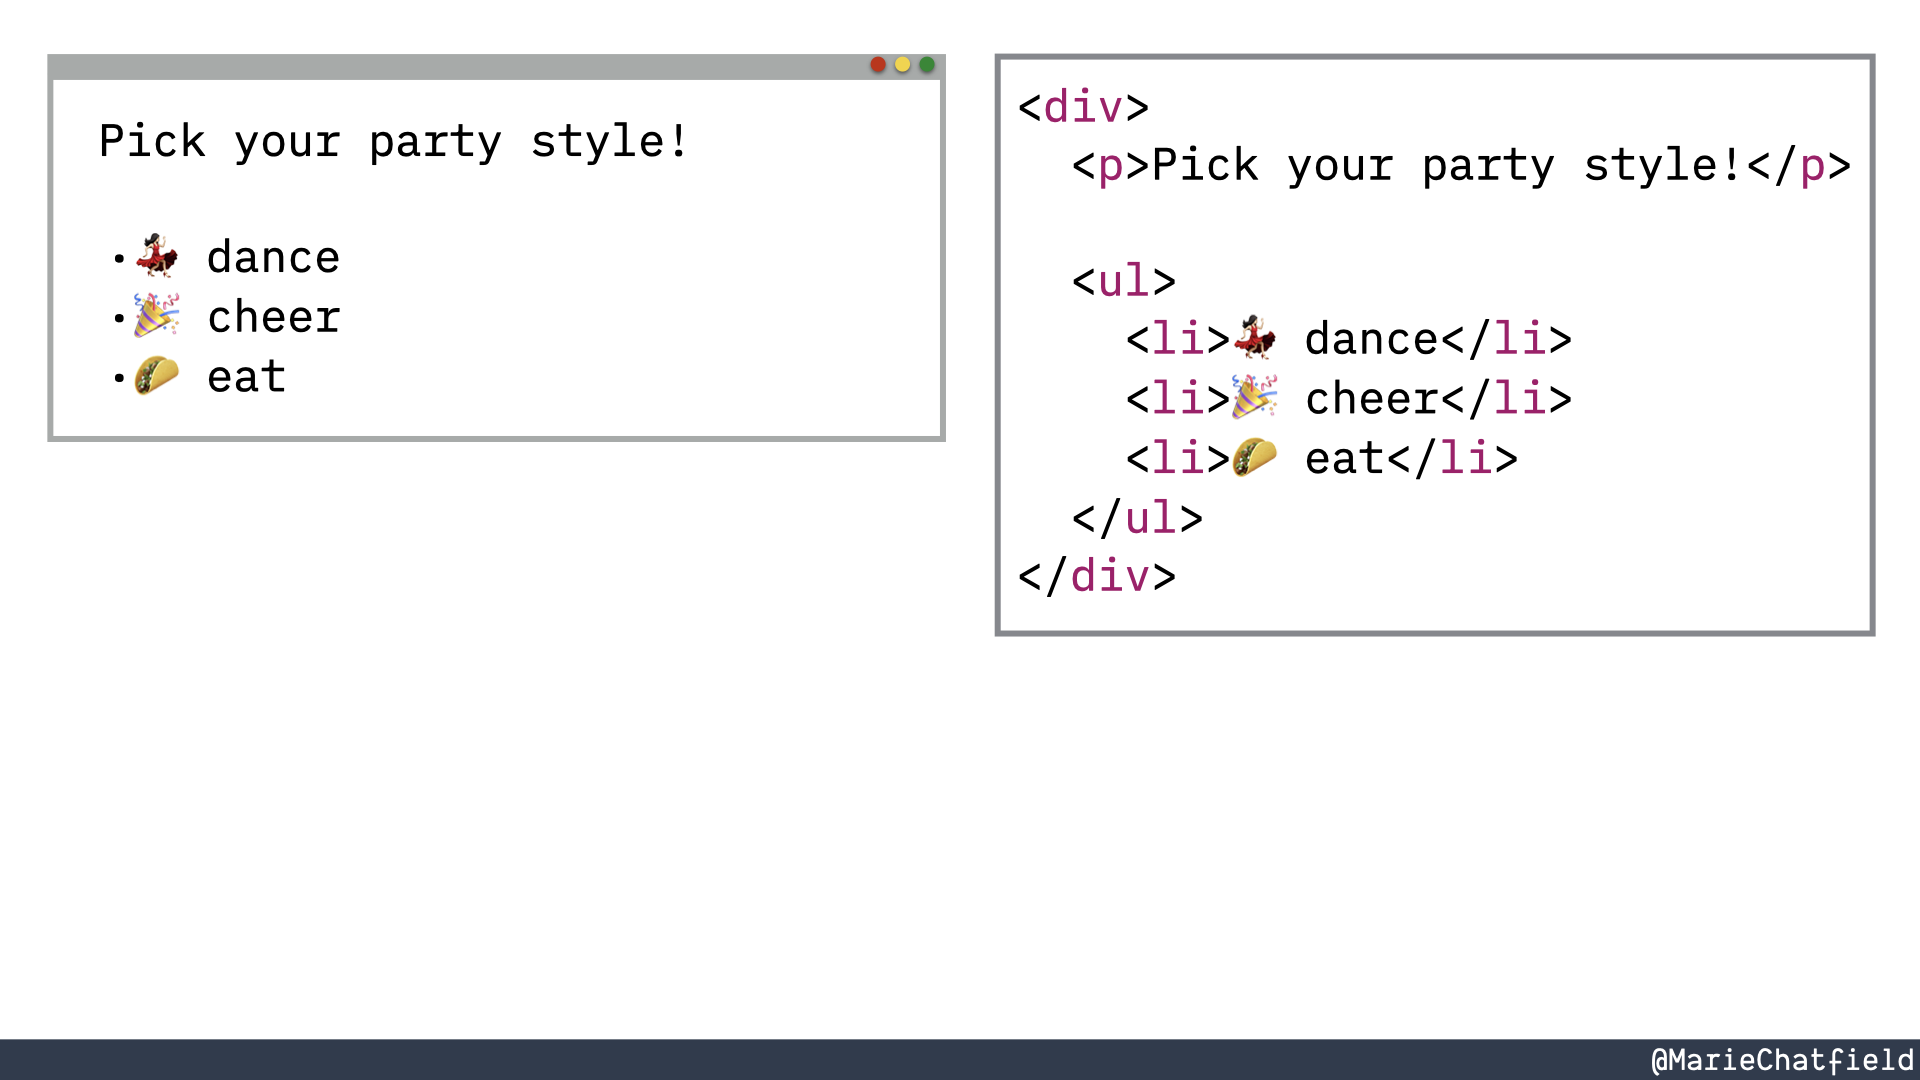 Pick your party style!
•💃🏻 dance
•🎉 cheer
•🌮 eat
<div>
  <p>Pick your party style!</p>
  <ul>
    <li>💃🏻 dance</li>
    <li>🎉 cheer</li>
    <li>🌮 eat</li>
  </ul>
</div>
@MarieChatfield